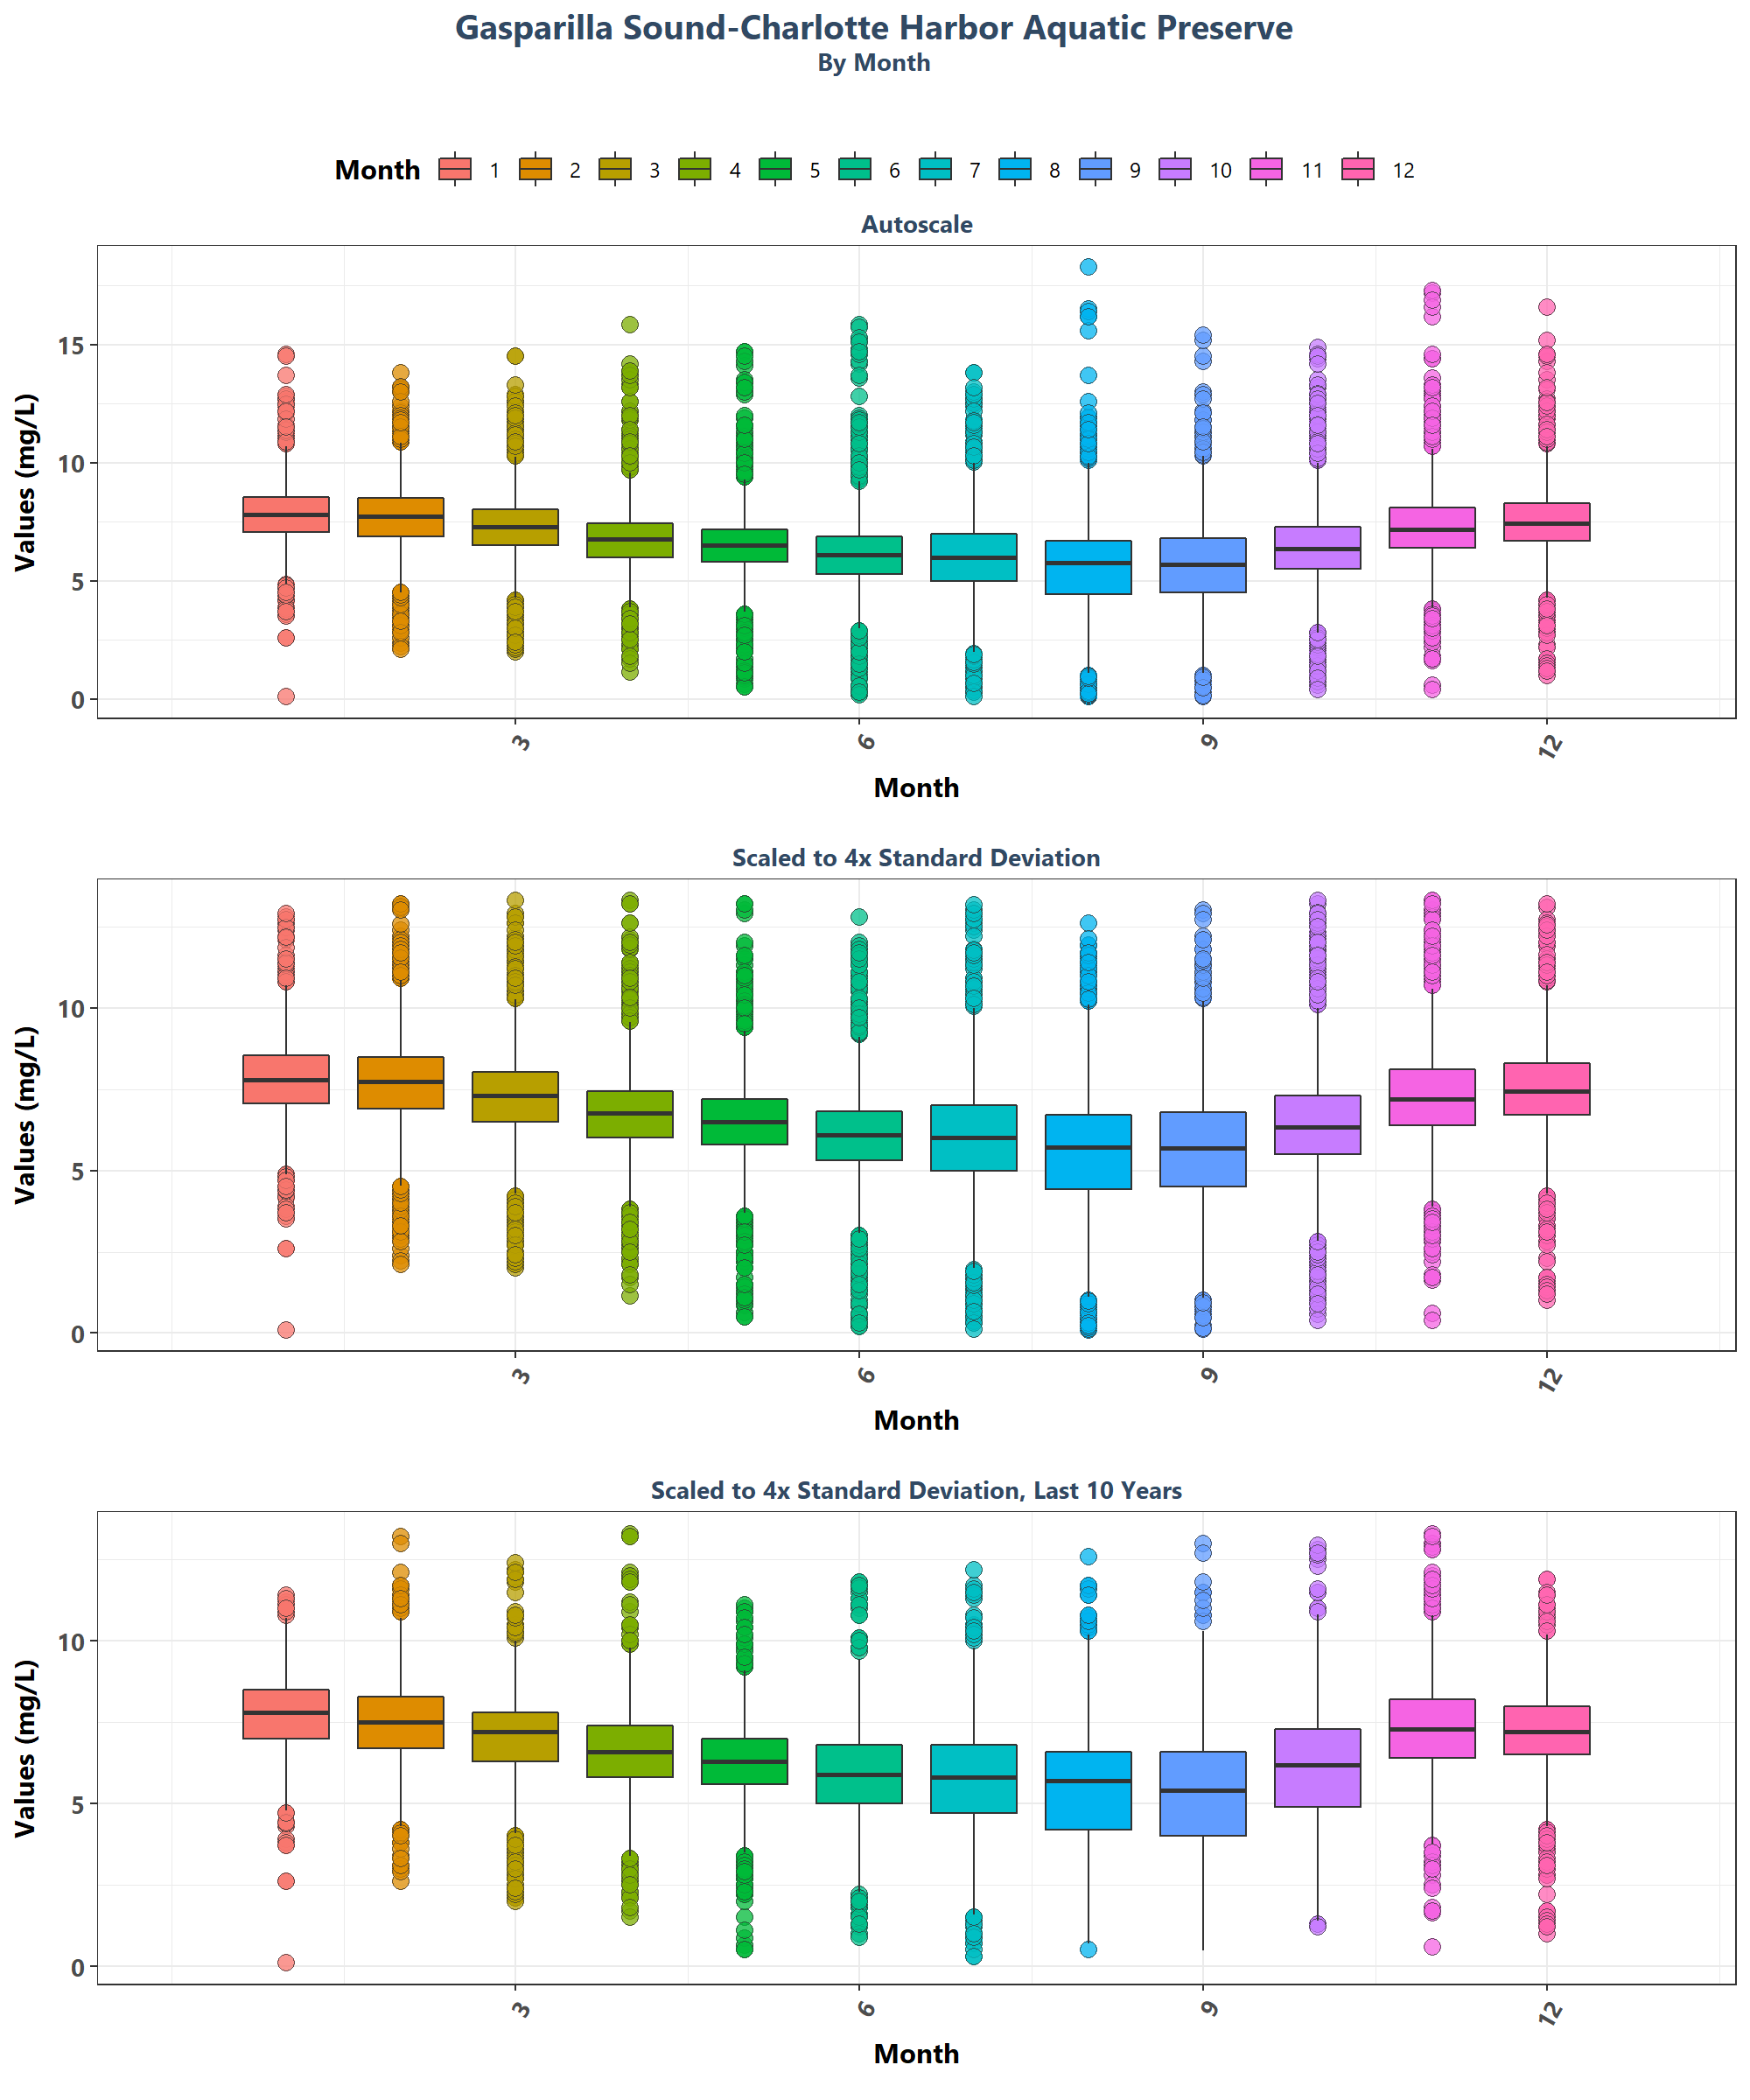 Gasparilla Sound-Charlotte Harbor Aquatic Preserve
By Month
Month 1 2 3 4 5 6 7 8 9 10 11 12
Autoscale
Values (mg/L)
15
10
5
0
3 6 9 12
Month
Scaled to 4x Standard Deviation
Values (mg/L)
10
5
0
3 6 9 12
Month
Scaled to 4x Standard Deviation, Last 10 Years
Values (mg/L)
10
5
0
3 6 9 12
Month